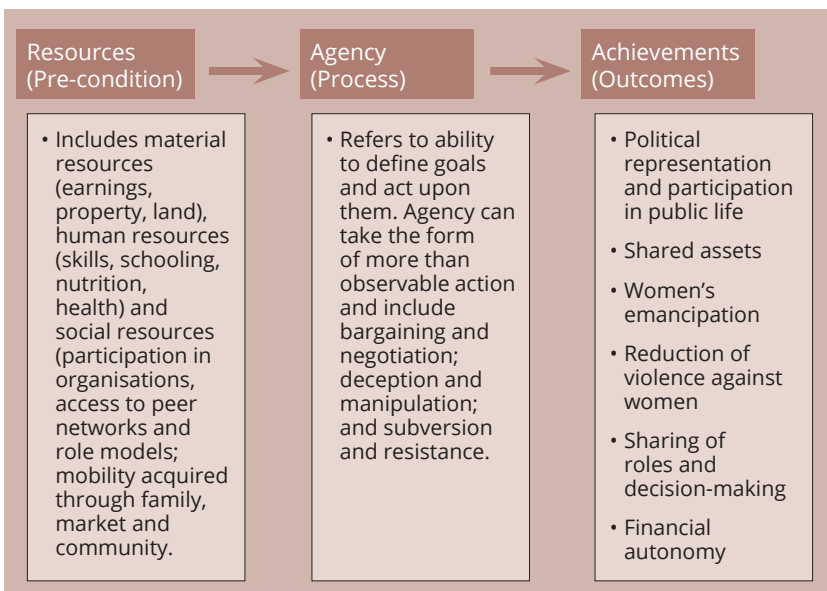 Resources
(Pre-condition)
Agency
(Process)
Achievements
(Outcomes)
• Includes material
resources
(earnings,
property, land),
human resources
(skills, schooling,
nutrition,
health) and
social resources
(participation in
organisations,
access to peer
networks and
role models;
mobility acquired
through family,
market and
community.
• Refers to ability
to define goals
and act upon
them. Agency can
take the form
of more than
observable action
and include
bargaining and
negotiation;
deception and
manipulation;
and subversion
and resistance.
• Political
representation
and participation
in public life
• Shared assets
• Women’s
emancipation
• Reduction of
violence against
women
• Sharing of
roles and
decision-making
• Financial
autonomy